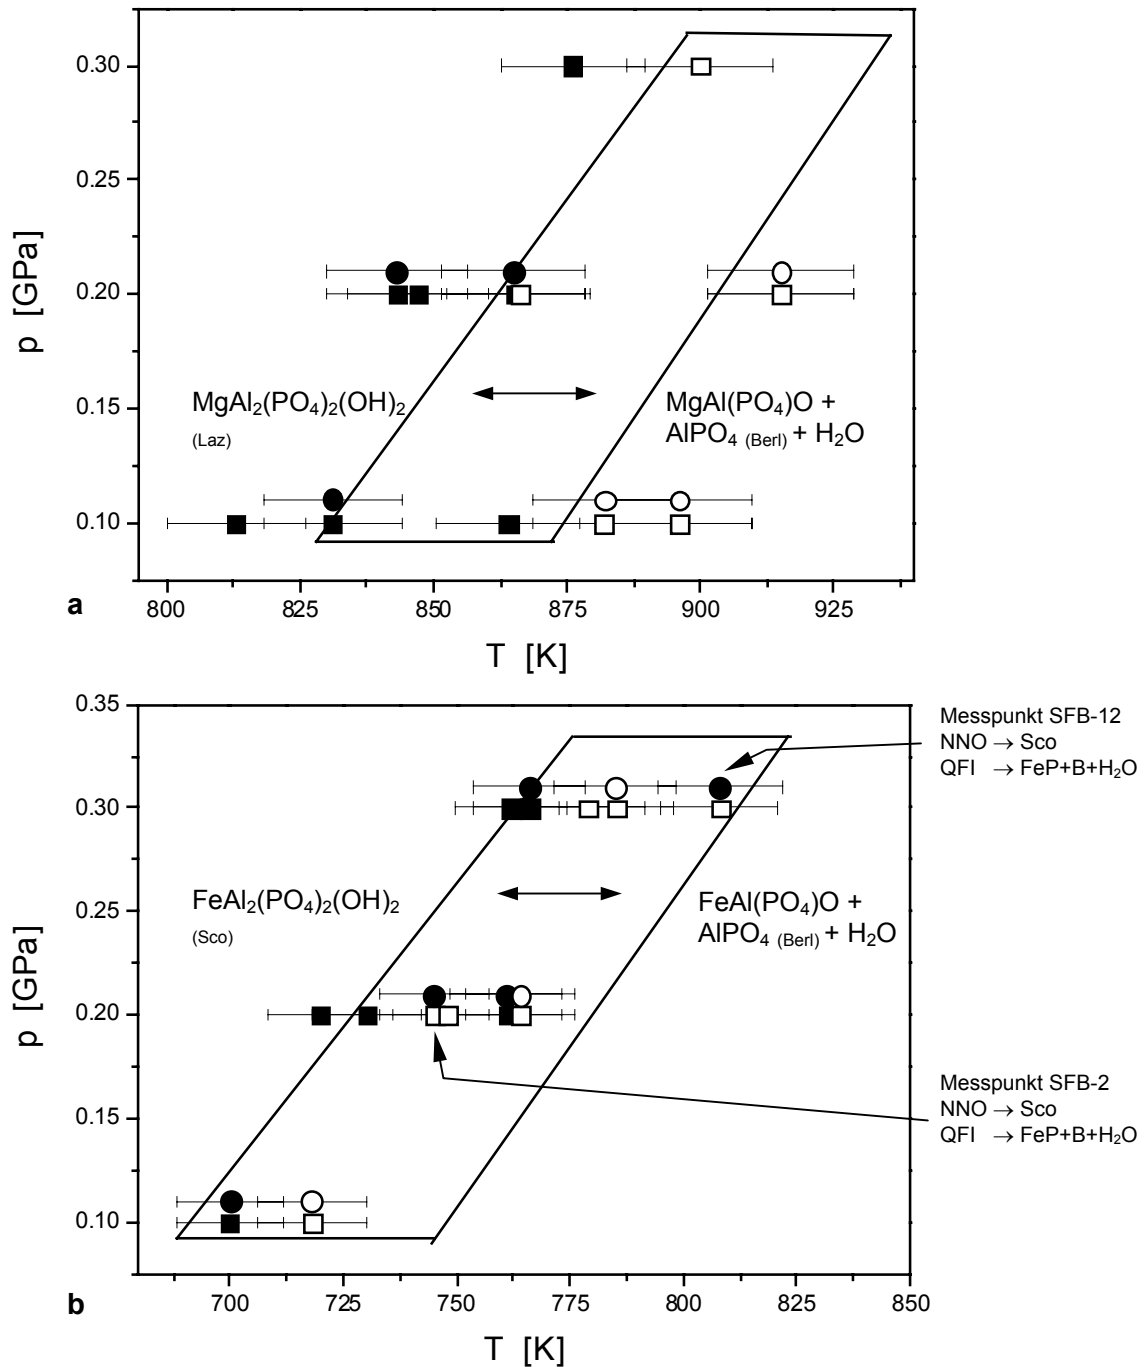 0.30
0.25
0.20
0.15
0.10
p [GPa]
MgAl₂(PO₄)₂(OH)₂
(Laz)
MgAl(PO₄)O +
AlPO₄ (Berl) + H₂O
800 825 850 875 900 925
a
T [K]
0.35
0.30
0.25
0.20
0.15
0.10
p [GPa]
Messpunkt SFB-12
NNO → Sco
QFI → FeP+B+H₂O
FeAl₂(PO₄)₂(OH)₂
(Sco)
FeAl(PO₄)O +
AlPO₄ (Berl) + H₂O
Messpunkt SFB-2
NNO → Sco
QFI → FeP+B+H₂O
700 725 750 775 800 825 850
b
T [K]